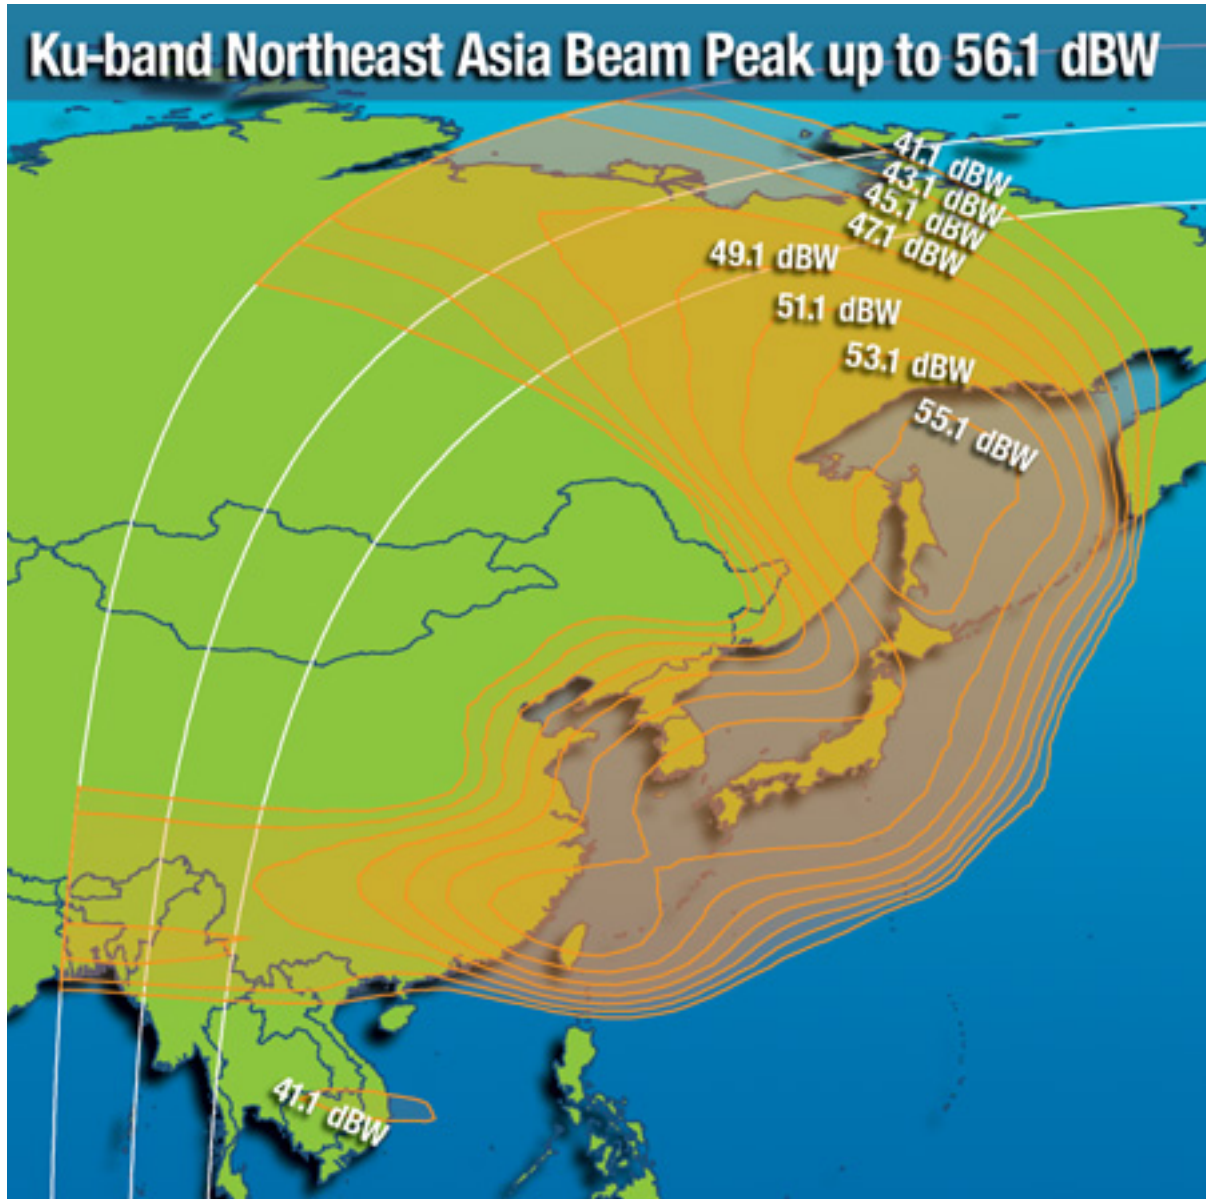 Ku-band Northeast Asia Beam Peak up to 56.1 dBW
41.1 dBW
43.1 dBW
45.1 dBW
47.1 dBW
49.1 dBW
51.1 dBW
53.1 dBW
55.1 dBW
41.1 dBW